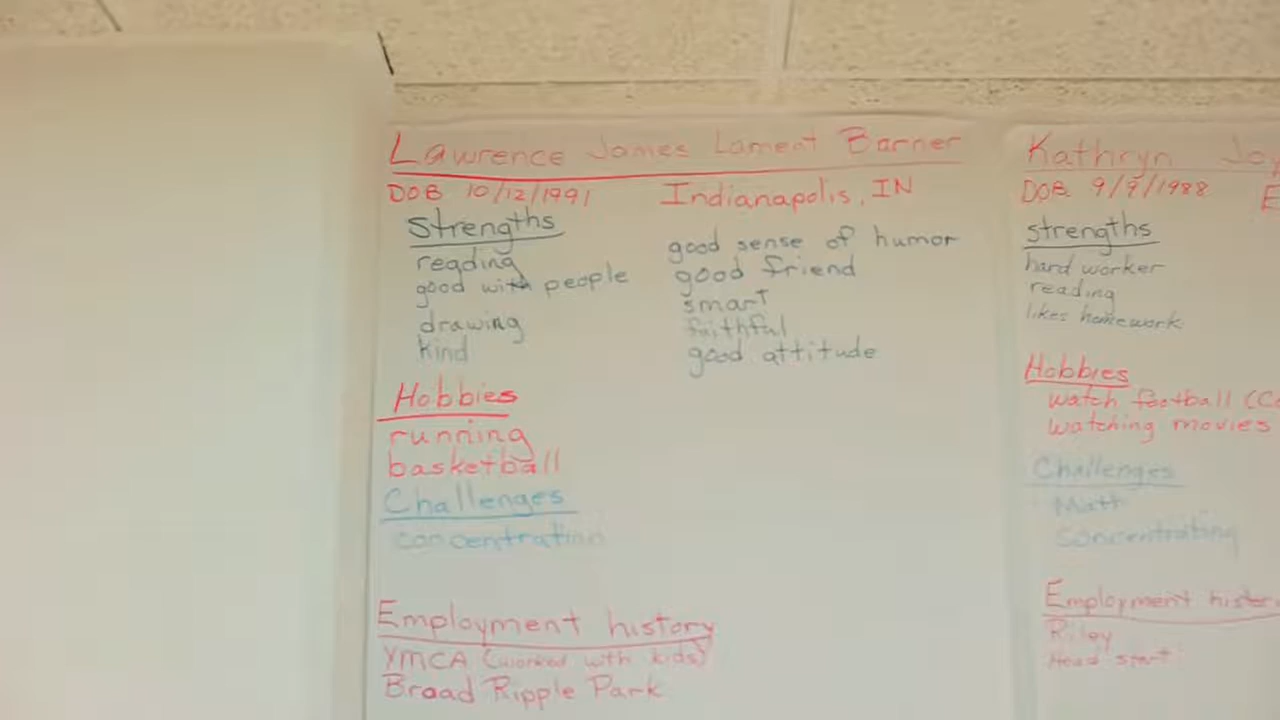 Lawrence James Lament Barner
DOB 10/12/1991 Indianapolis, IN
Strengths
reading
good with people
drawing
kind
good sense of humor
good friend
smart
faithful
good attitude
Hobbies
running
basketball
Challenges
concentration
Employment history
YMCA (worked with kids)
Broad Ripple Park
Kathryn
DOB 9/9/1988
strengths
hard worker
reading
likes homework
Hobbies
watch football
watching movies
Challenges
Math
concentrating
Employment history
Riley
Head start